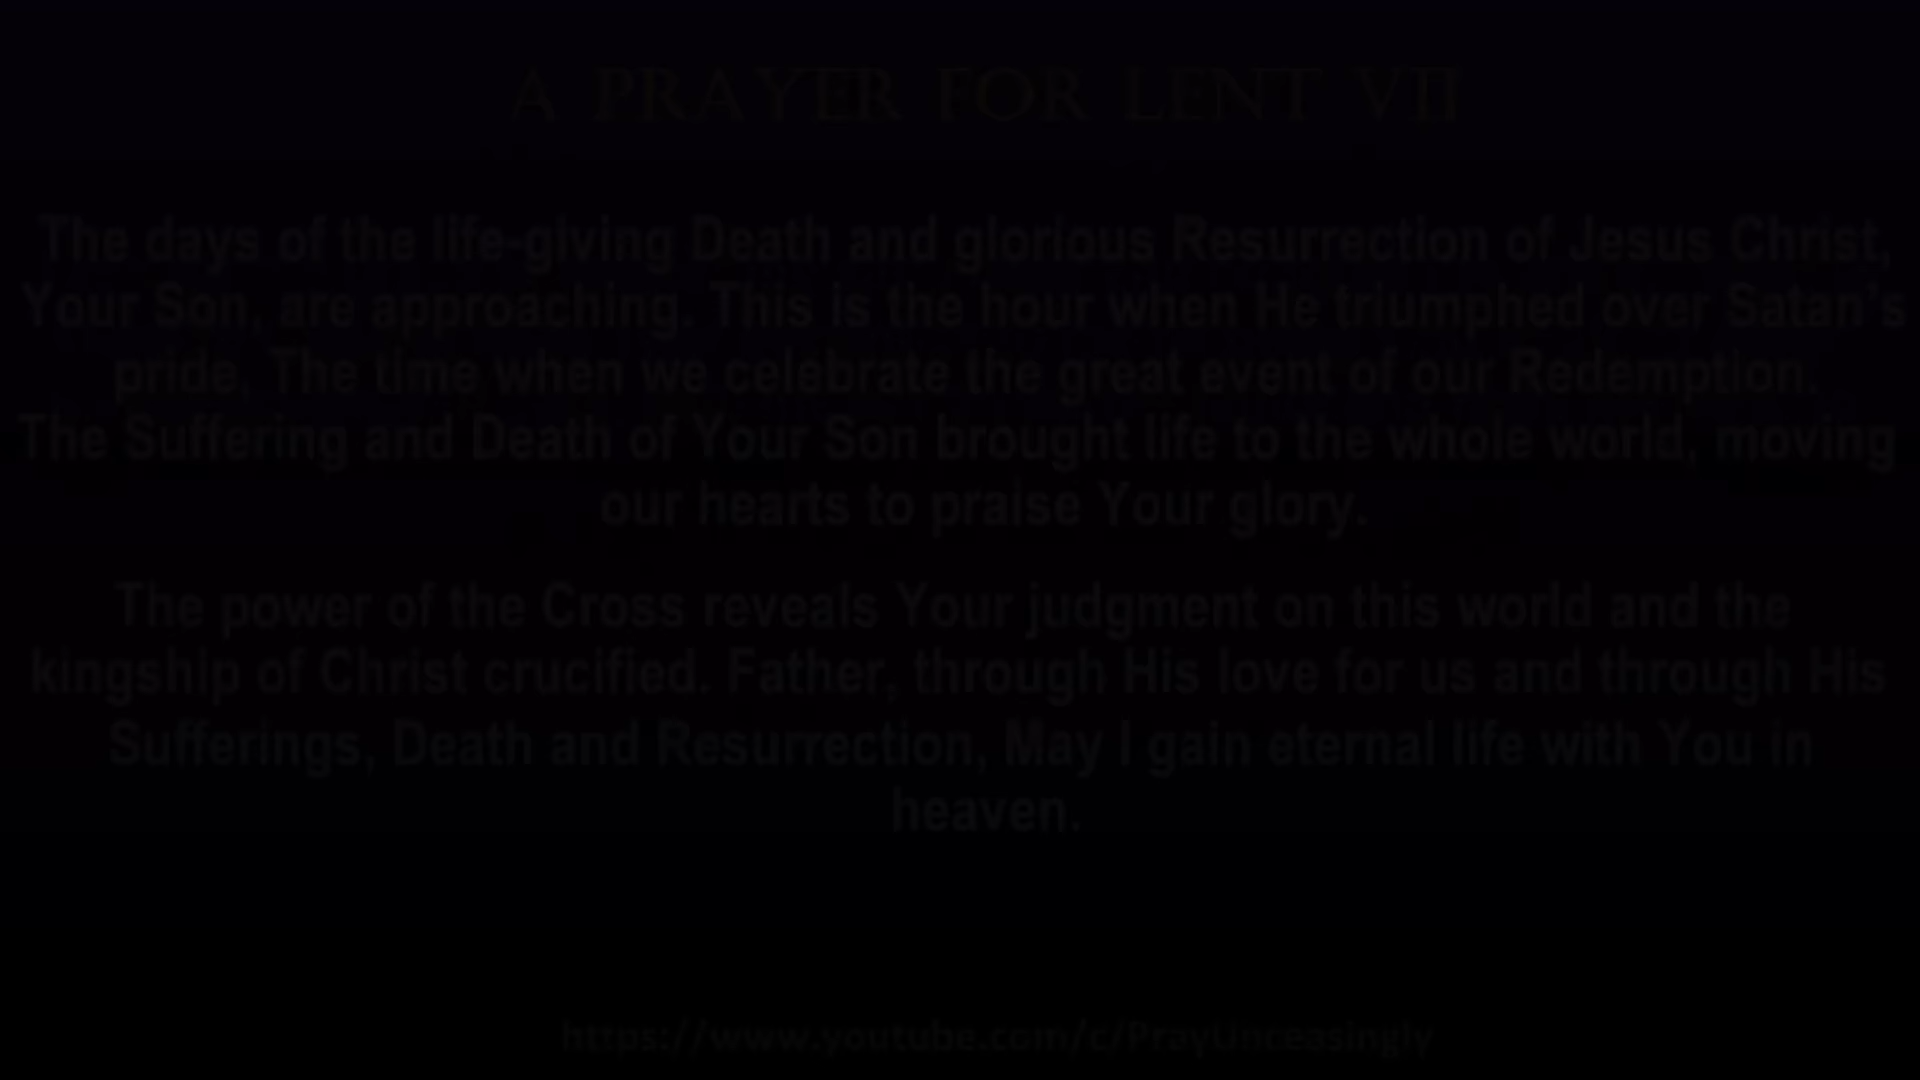 A PRAYER FOR LENT VII
The days of the life-giving Death and glorious Resurrection of Jesus Christ,
Your Son, are approaching. This is the hour when He triumphed over Satan's
pride. The time when we celebrate the great event of our Redemption.
The Suffering and Death of Your Son brought life to the whole world, moving
our hearts to praise Your glory.
The power of the Cross reveals Your judgment on this world and the
kingship of Christ crucified. Father, through His love for us and through His
Sufferings, Death and Resurrection, May I gain eternal life with You in
heaven.
https://www.youtube.com/c/PrayUnceasingly